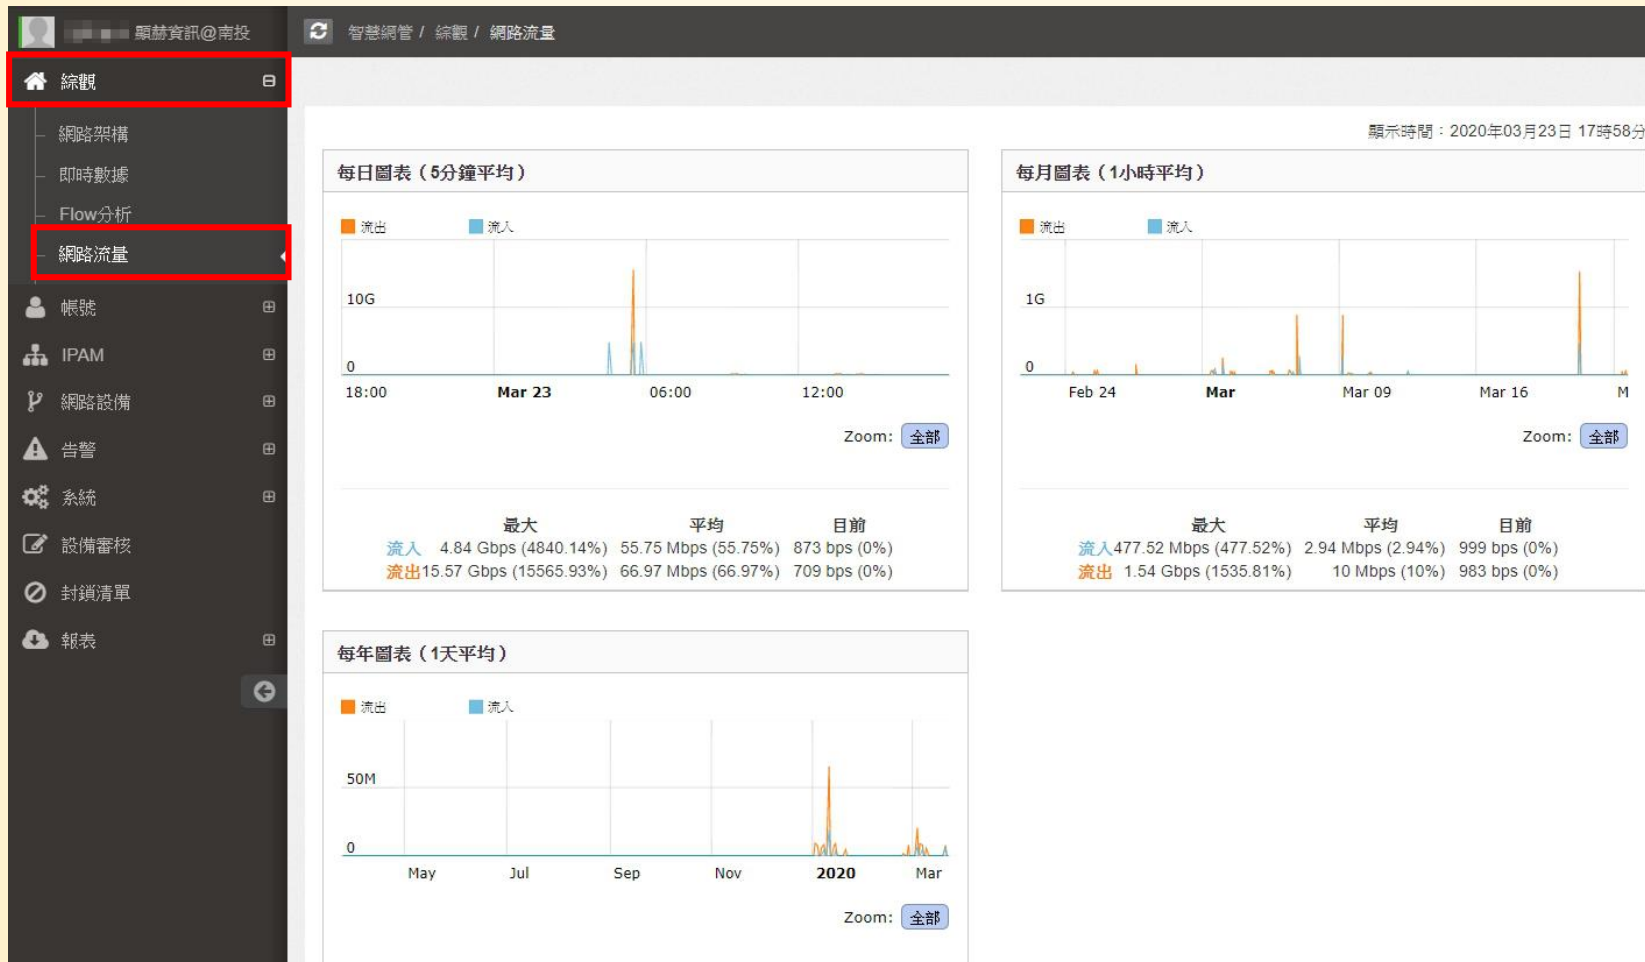 顯赫資訊@南投
智慧網管 / 綜觀 / 網路流量
綜觀
網路架構
即時數據
Flow分析
網路流量
帳號
IPAM
網路設備
告警
系統
設備審核
封鎖清單
報表
顯示時間：2020年03月23日 17時58分
每日圖表（5分鐘平均）
流出 流入
10G
0
18:00 Mar 23 06:00 12:00
Zoom: 全部
最大 平均 目前
流入 4.84 Gbps (4840.14%) 55.75 Mbps (55.75%) 873 bps (0%)
流出 15.57 Gbps (15565.93%) 66.97 Mbps (66.97%) 709 bps (0%)
每月圖表（1小時平均）
流出 流入
1G
0
Feb 24 Mar Mar 09 Mar 16 M
Zoom: 全部
最大 平均 目前
流入 477.52 Mbps (477.52%) 2.94 Mbps (2.94%) 999 bps (0%)
流出 1.54 Gbps (1535.81%) 10 Mbps (10%) 983 bps (0%)
每年圖表（1天平均）
流出 流入
50M
0
May Jul Sep Nov 2020 Mar
Zoom: 全部